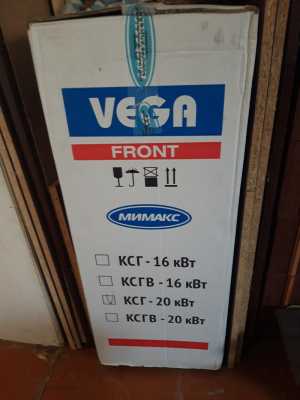 VEGA
FRONT
МИМАКС
КСГ - 16 кВт
КСГВ - 16 кВт
КСГ - 20 кВт
КСГВ - 20 кВт